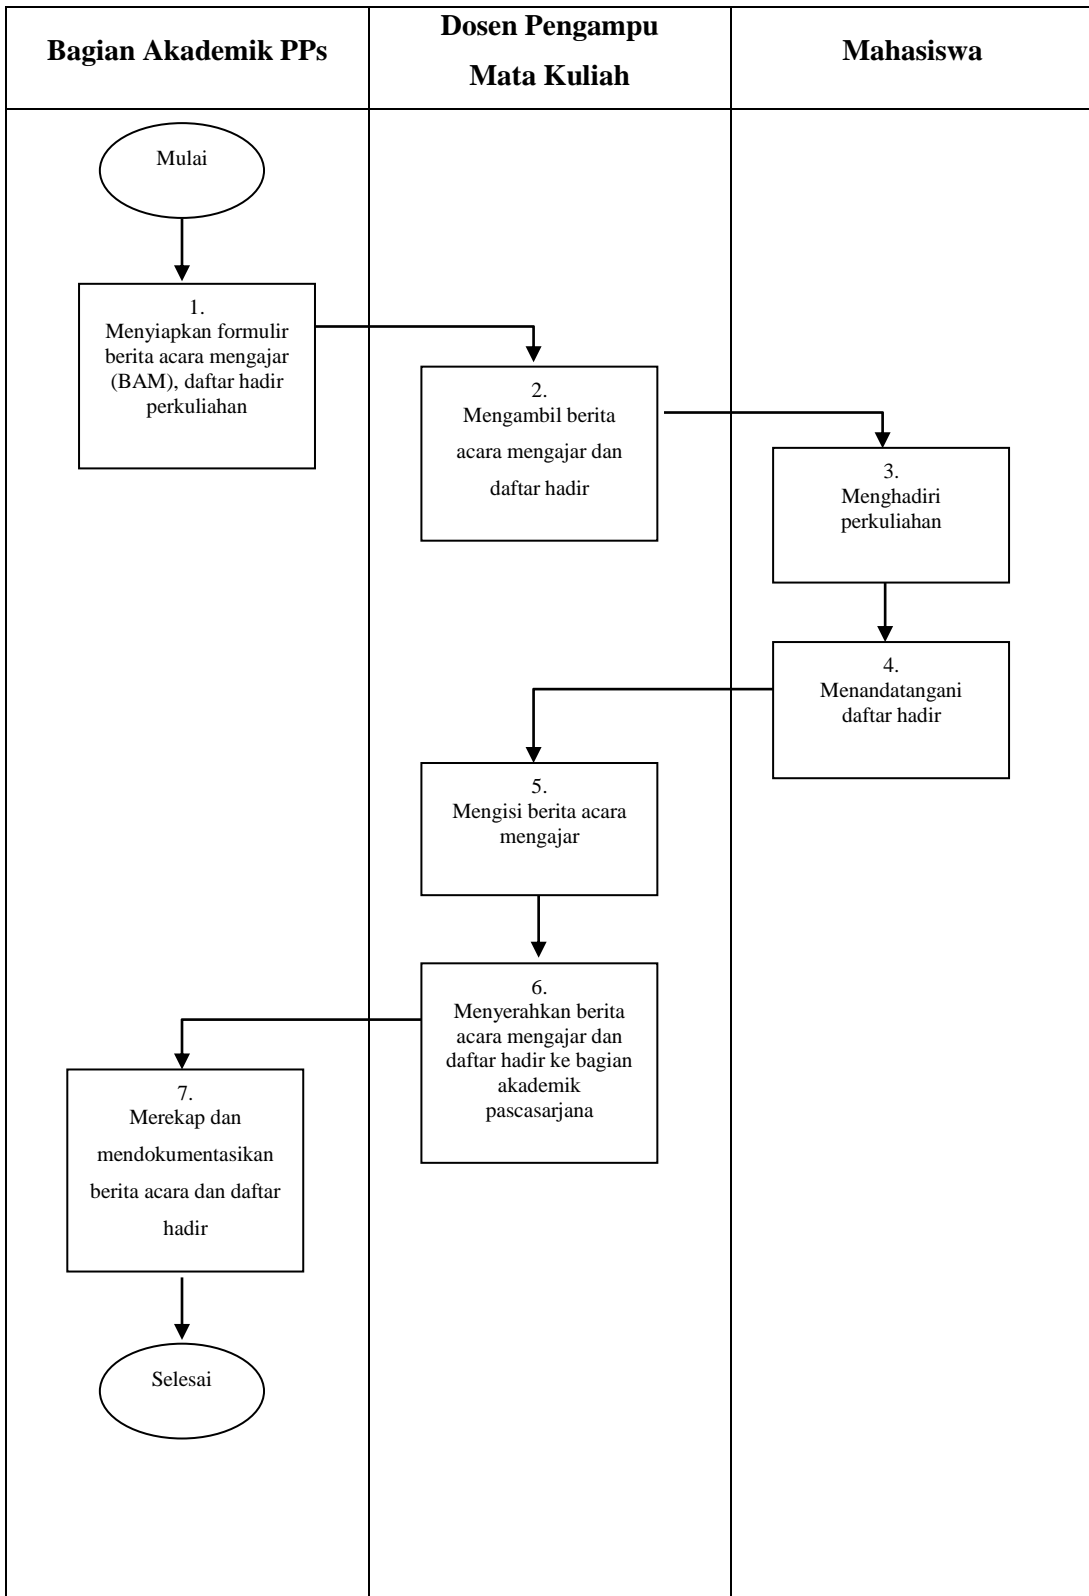 Bagian Akademik PPs
Dosen Pengampu
Mata Kuliah
Mahasiswa
Mulai
1.
Menyiapkan formulir
berita acara mengajar
(BAM), daftar hadir
perkuliahan
2.
Mengambil berita
acara mengajar dan
daftar hadir
3.
Menghadiri
perkuliahan
4.
Menandatangani
daftar hadir
5.
Mengisi berita acara
mengajar
6.
Menyerahkan berita
acara mengajar dan
daftar hadir ke bagian
akademik
pascasarjana
7.
Merekap dan
mendokumentasikan
berita acara dan daftar
hadir
Selesai